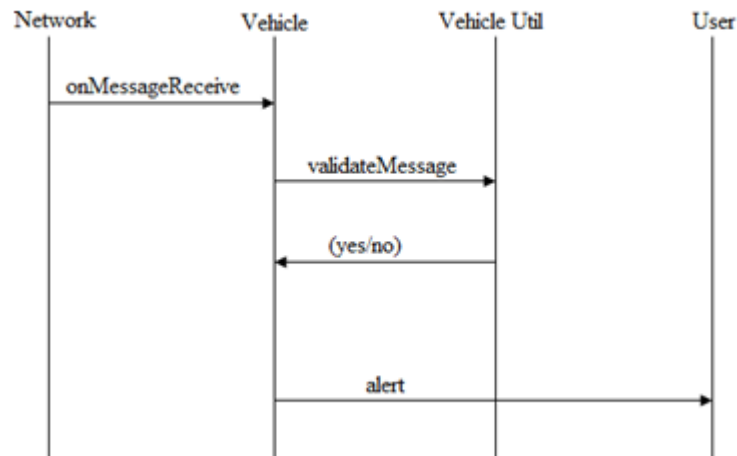 Network
Vehicle
Vehicle Util
User
onMessageReceive
validateMessage
(yes/no)
alert